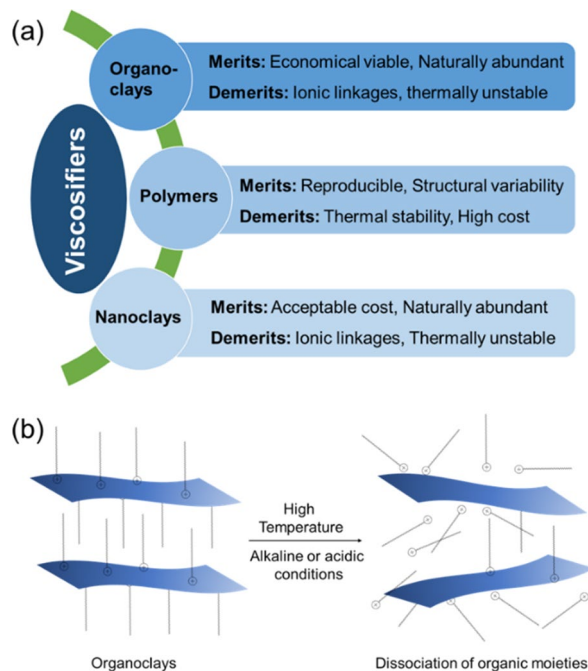 (a)
Viscosifiers
Organo-
clays
Merits: Economical viable, Naturally abundant
Demerits: Ionic linkages, thermally unstable
Polymers
Merits: Reproducible, Structural variability
Demerits: Thermal stability, High cost
Nanoclays
Merits: Acceptable cost, Naturally abundant
Demerits: Ionic linkages, Thermally unstable
(b)
High
Temperature
Alkaline or acidic
conditions
Organoclays
Dissociation of organic moieties